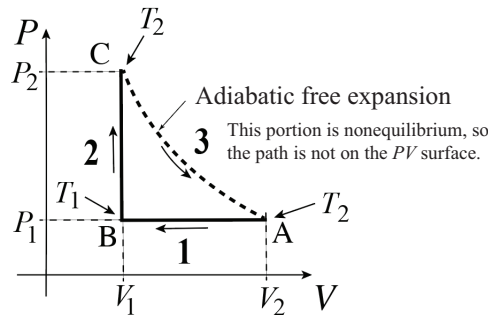 P
C
T₂
P₂
Adiabatic free expansion
3
This portion is nonequilibrium, so
the path is not on the PV surface.
2
T₁
T₂
P₁
B
A
1
V₁
V₂
V